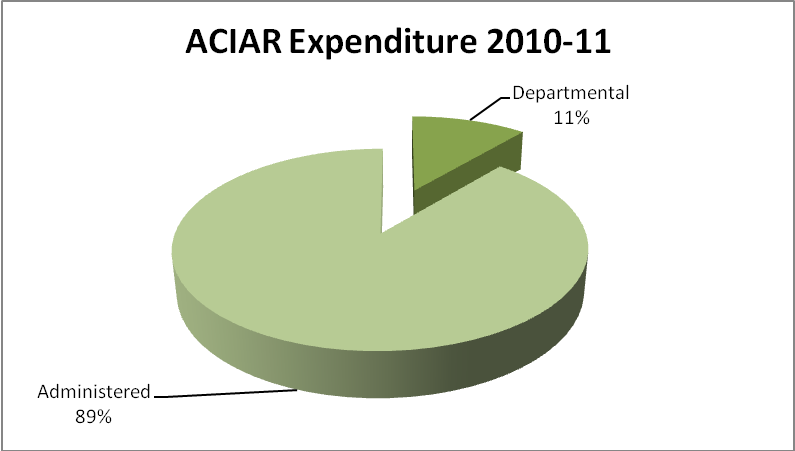 ACIAR Expenditure 2010-11
Departmental
11%
Administered
89%